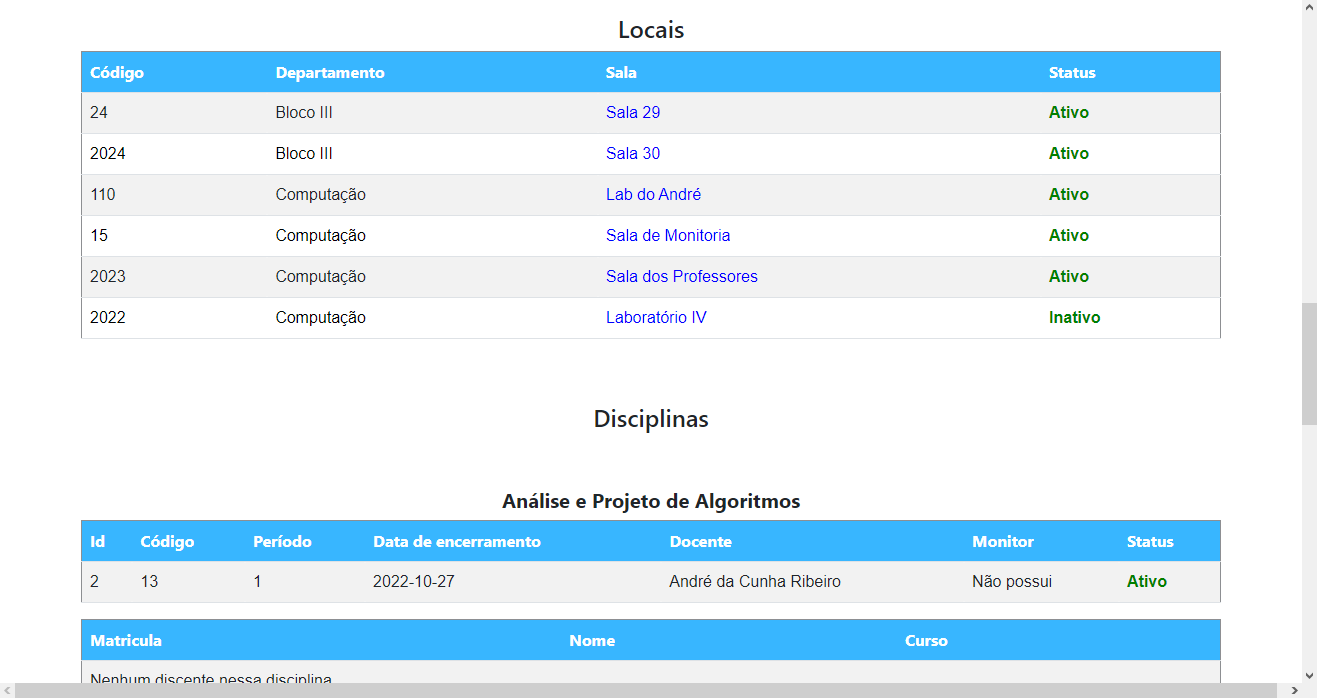 Locais
Código Departamento Sala Status
24 Bloco III Sala 29 Ativo
2024 Bloco III Sala 30 Ativo
110 Computação Lab do André Ativo
15 Computação Sala de Monitoria Ativo
2023 Computação Sala dos Professores Ativo
2022 Computação Laboratório IV Inativo
Disciplinas
Análise e Projeto de Algoritmos
Id Código Período Data de encerramento Docente Monitor Status
2 13 1 2022-10-27 André da Cunha Ribeiro Não possui Ativo
Matricula Nome Curso
Nenhum discente nessa disciplina